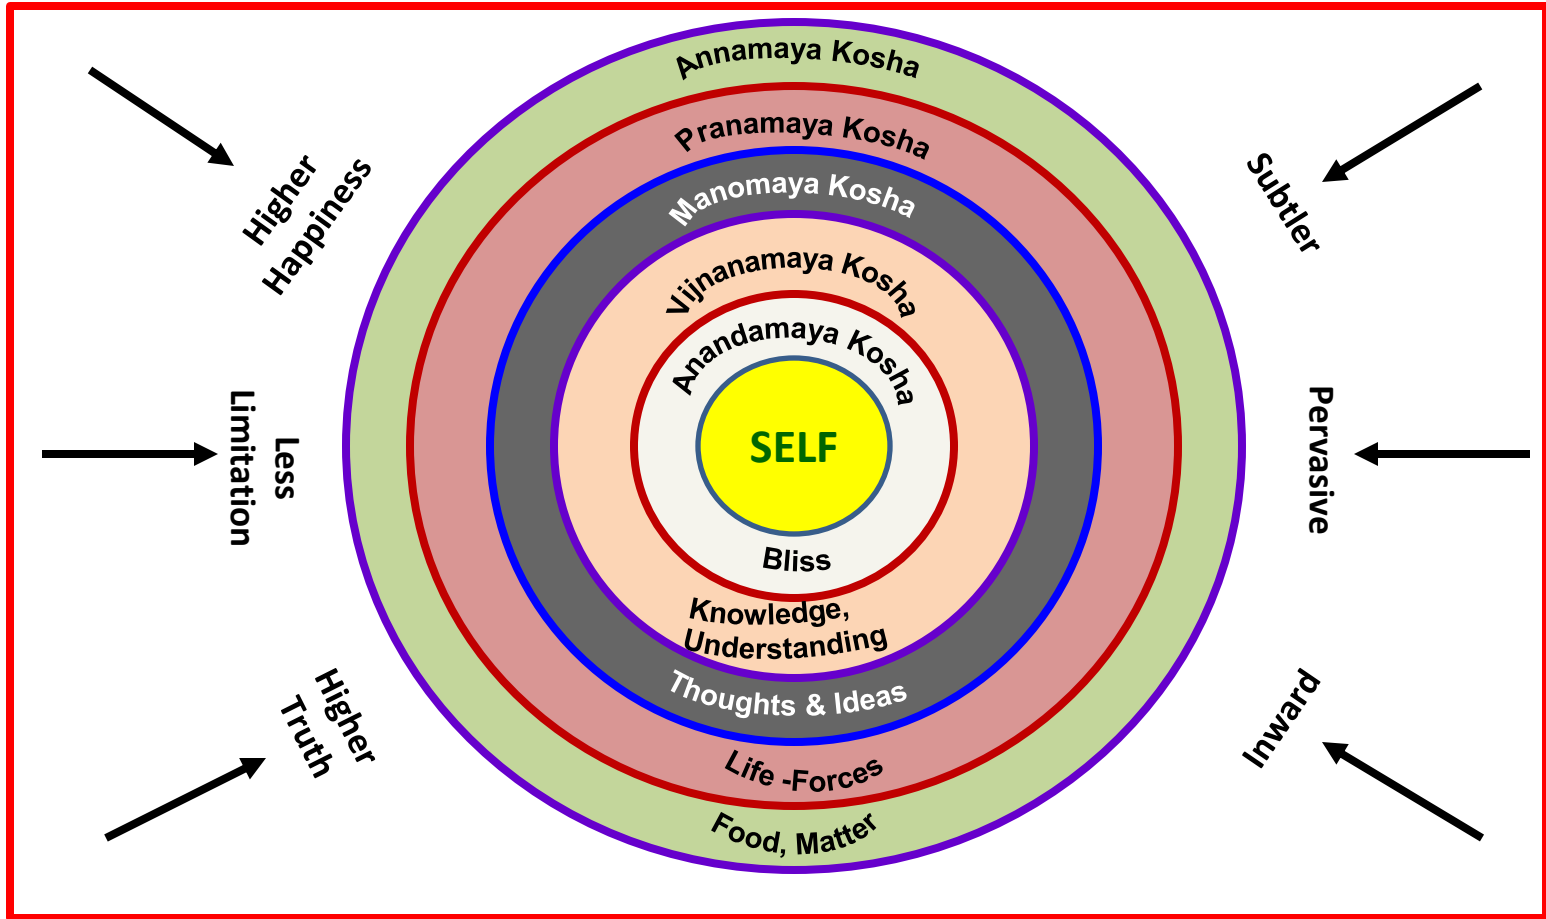 Annamaya Kosha
Pranamaya Kosha
Manomaya Kosha
Vijnanamaya Kosha
Anandamaya Kosha
SELF
Bliss
Knowledge,
Understanding
Thoughts & Ideas
Life -Forces
Food, Matter
Higher
Happiness
Less
Limitation
Higher
Truth
Subtler
Pervasive
Inward